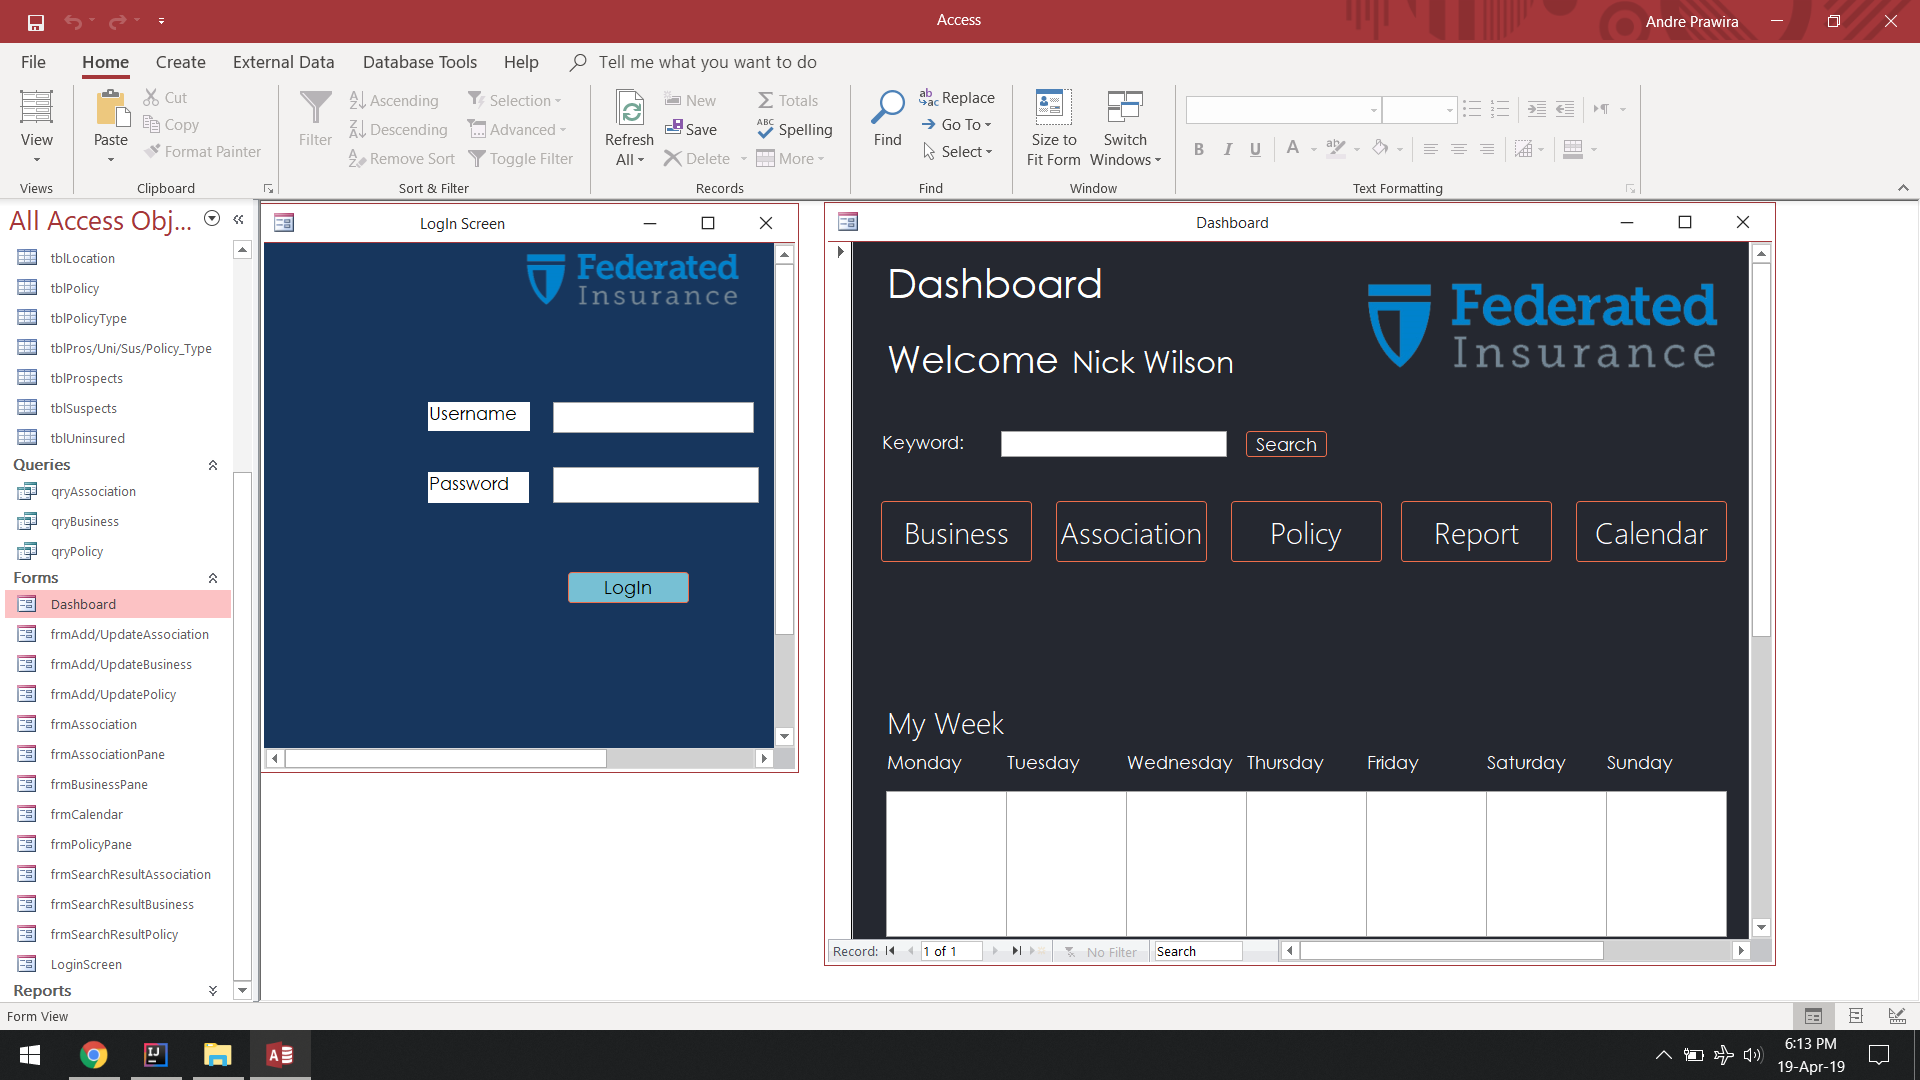 Access
Andre Prawira
File
Home
Create
External Data
Database Tools
Help
Tell me what you want to do
View
Views
Paste
Cut
Copy
Format Painter
Clipboard
Filter
Ascending
Descending
Remove Sort
Selection
Advanced
Toggle Filter
Sort & Filter
Refresh
All
New
Save
Delete
Totals
Spelling
More
Records
Find
Replace
Go To
Select
Find
Size to
Fit Form
Switch
Windows
Window
B I U A
Text Formatting
All Access Obj...
tblLocation
tblPolicy
tblPolicyType
tblPros/Uni/Sus/Policy_Type
tblProspects
tblSuspects
tblUninsured
Queries
qryAssociation
qryBusiness
qryPolicy
Forms
Dashboard
frmAdd/UpdateAssociation
frmAdd/UpdateBusiness
frmAdd/UpdatePolicy
frmAssociation
frmAssociationPane
frmBusinessPane
frmCalendar
frmPolicyPane
frmSearchResultAssociation
frmSearchResultBusiness
frmSearchResultPolicy
LoginScreen
Reports
LogIn Screen
Federated
Insurance
Username
Password
LogIn
Dashboard
Dashboard
Federated
Insurance
Welcome Nick Wilson
Keyword:
Search
Business
Association
Policy
Report
Calendar
My Week
Monday
Tuesday
Wednesday
Thursday
Friday
Saturday
Sunday
Record:
1 of 1
No Filter
Search
Form View
6:13 PM
19-Apr-19